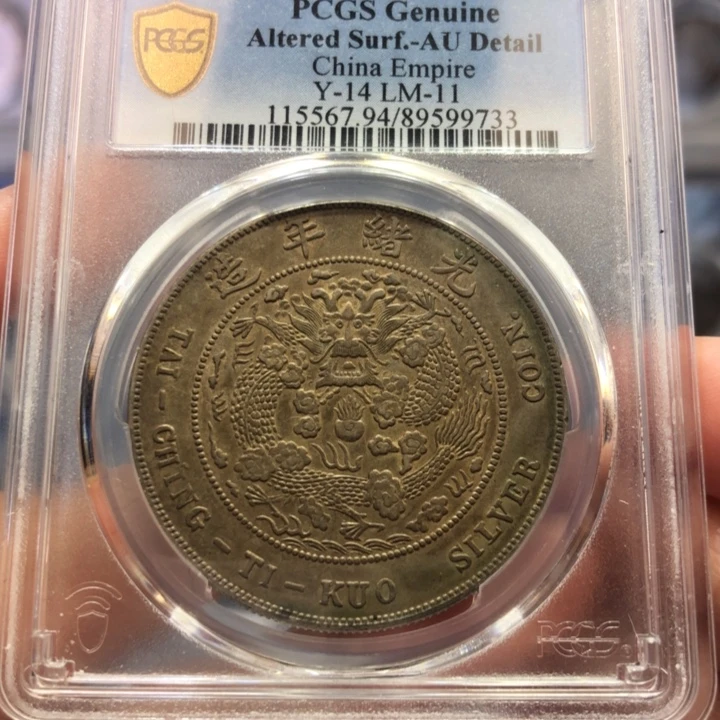 PCGS
PCGS Genuine
Altered Surf.-AU Detail
China Empire
Y-14 LM-11
115567.94/89599733
造年緒光
TAI – CHING – TI – KUO SILVER COIN.
PCGS